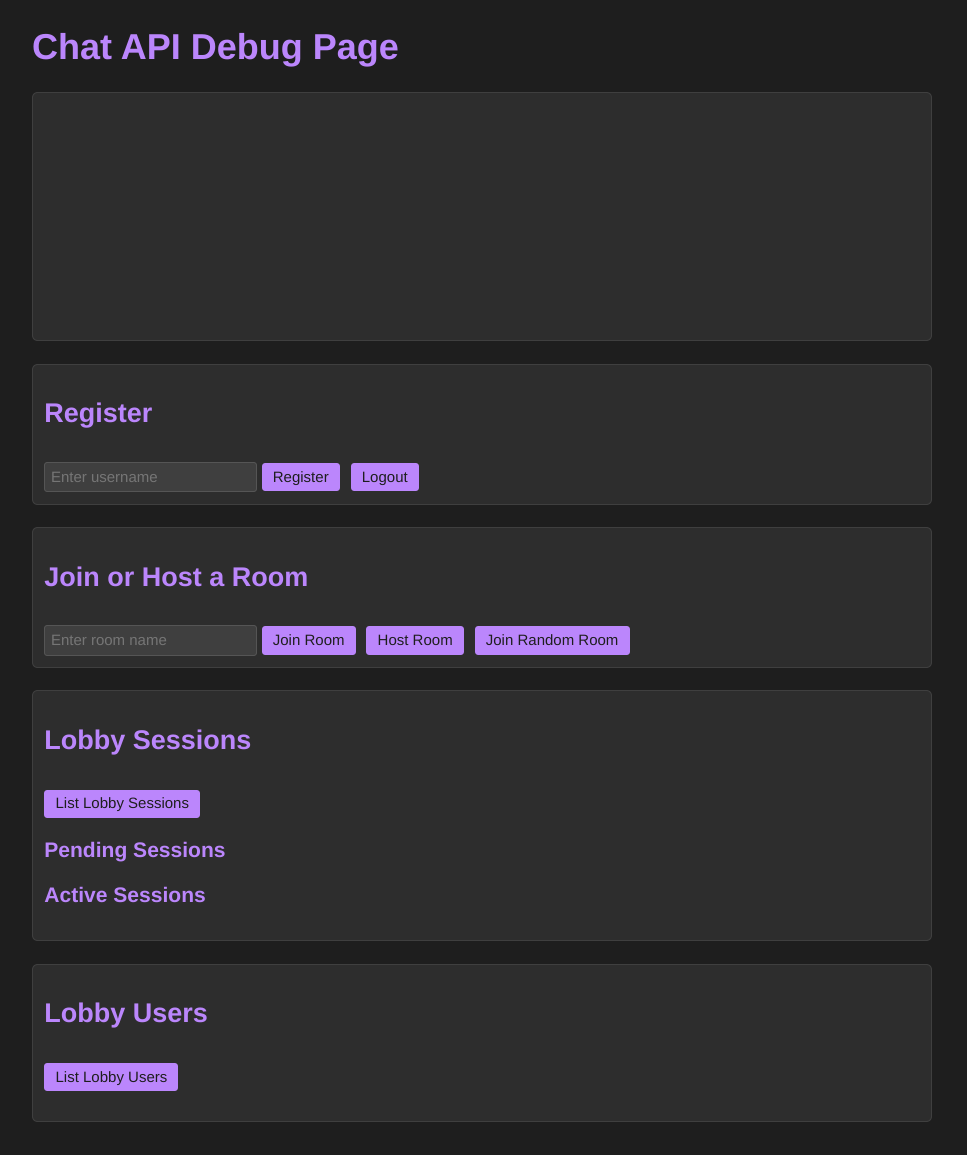 Chat API Debug Page
Register
Enter username Register Logout
Join or Host a Room
Enter room name Join Room Host Room Join Random Room
Lobby Sessions
List Lobby Sessions
Pending Sessions
Active Sessions
Lobby Users
List Lobby Users